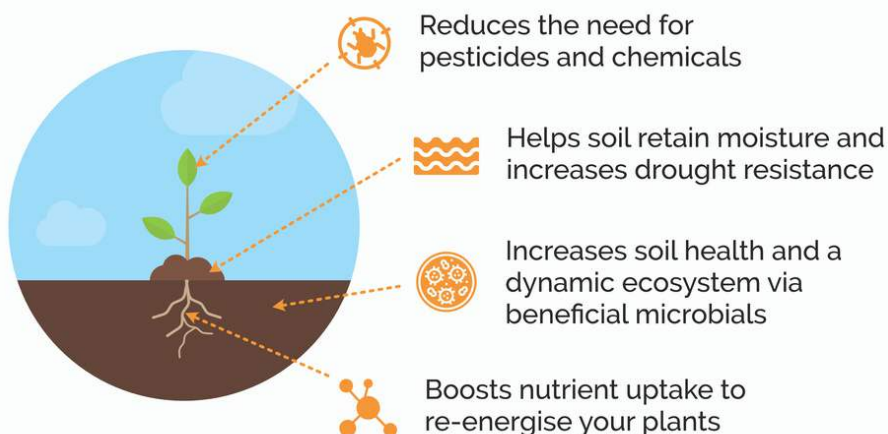 Reduces the need for
pesticides and chemicals
Helps soil retain moisture and
increases drought resistance
Increases soil health and a
dynamic ecosystem via
beneficial microbials
Boosts nutrient uptake to
re-energise your plants